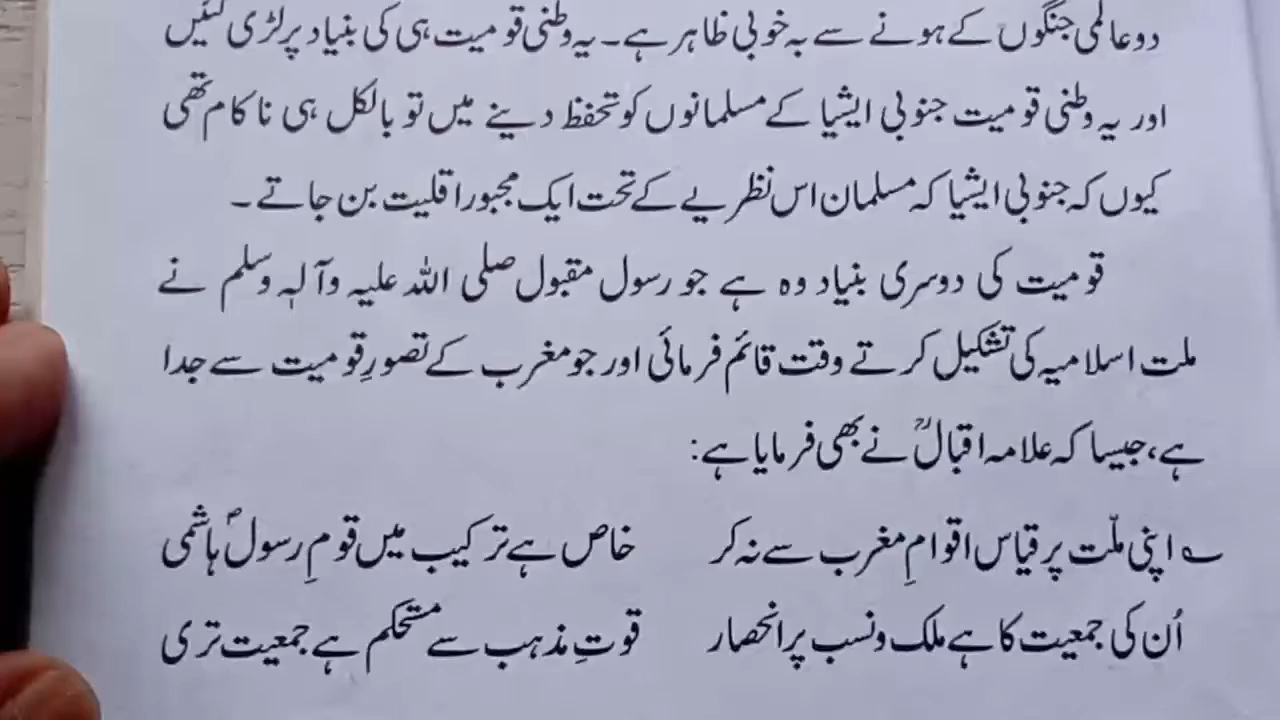 دو عالمی جنگوں کے ہونے سے بہ خوبی ظاہر ہے۔ یہ وطنی قومیت ہی کی بنیاد پر لڑی گئیں
اور یہ وطنی قومیت جنوبی ایشیا کے مسلمانوں کو تحفظ دینے میں تو بالکل ہی ناکام تھی
کیوں کہ جنوبی ایشیا کہ مسلمان اس نظریے کے تحت ایک مجبور اقلیت بن جاتے۔
قومیت کی دوسری بنیاد وہ ہے جو رسول مقبول صلی اللہ علیہ وآلہٖ وسلم نے
ملت اسلامیہ کی تشکیل کرتے وقت قائم فرمائی اور جو مغرب کے تصورِ قومیت سے جدا
ہے، جیسا کہ علامہ اقبالؒ نے بھی فرمایا ہے:
؎ اپنی ملّت پر قیاس اقوامِ مغرب سے نہ کر خاص ہے ترکیب میں قومِ رسولؐ ہاشمی
اُن کی جمعیت کا ہے ملک و نسب پر انحصار قوتِ مذہب سے مستحکم ہے جمعیت تری